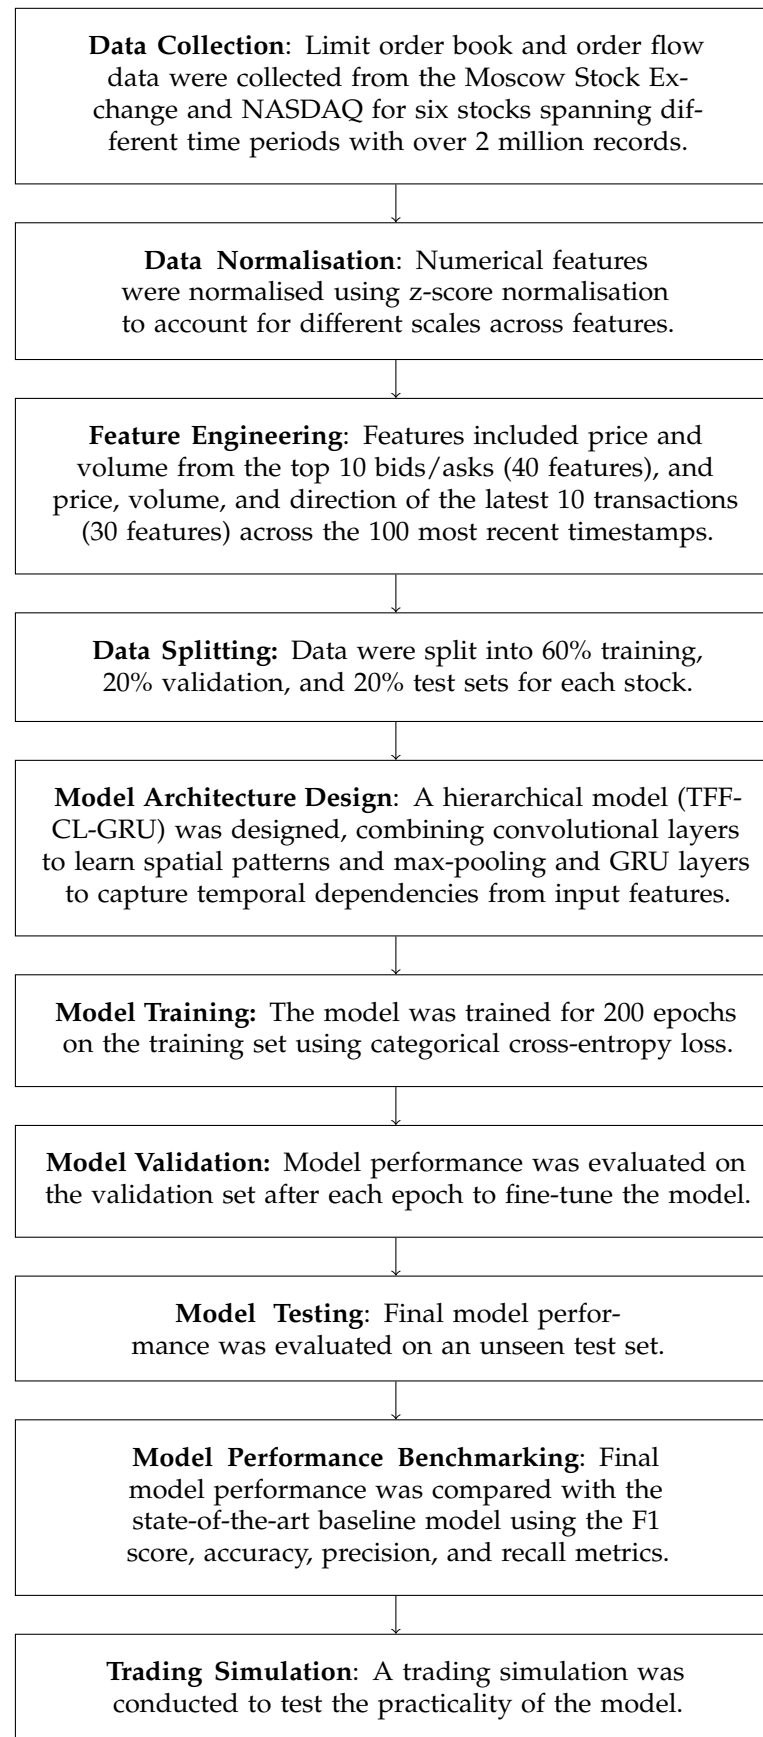 Data Collection: Limit order book and order flow
data were collected from the Moscow Stock Ex-
change and NASDAQ for six stocks spanning dif-
ferent time periods with over 2 million records.
Data Normalisation: Numerical features
were normalised using z-score normalisation
to account for different scales across features.
Feature Engineering: Features included price and
volume from the top 10 bids/asks (40 features), and
price, volume, and direction of the latest 10 transactions
(30 features) across the 100 most recent timestamps.
Data Splitting: Data were split into 60% training,
20% validation, and 20% test sets for each stock.
Model Architecture Design: A hierarchical model (TFF-
CL-GRU) was designed, combining convolutional layers
to learn spatial patterns and max-pooling and GRU layers
to capture temporal dependencies from input features.
Model Training: The model was trained for 200 epochs
on the training set using categorical cross-entropy loss.
Model Validation: Model performance was evaluated on
the validation set after each epoch to fine-tune the model.
Model Testing: Final model perfor-
mance was evaluated on an unseen test set.
Model Performance Benchmarking: Final
model performance was compared with the
state-of-the-art baseline model using the F1
score, accuracy, precision, and recall metrics.
Trading Simulation: A trading simulation was
conducted to test the practicality of the model.